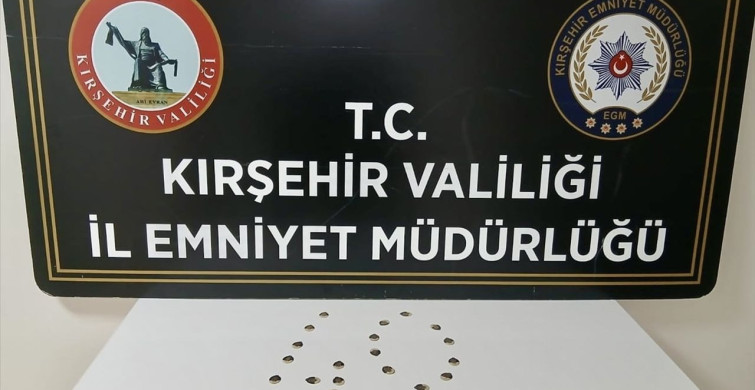 KIRŞEHİR VALİLİĞİ
AHİ EVRAN
KIRŞEHİR EMNİYET MÜDÜRLÜĞÜ
EGM
T.C.
KIRŞEHİR VALİLİĞİ
İL EMNİYET MÜDÜRLÜĞÜ